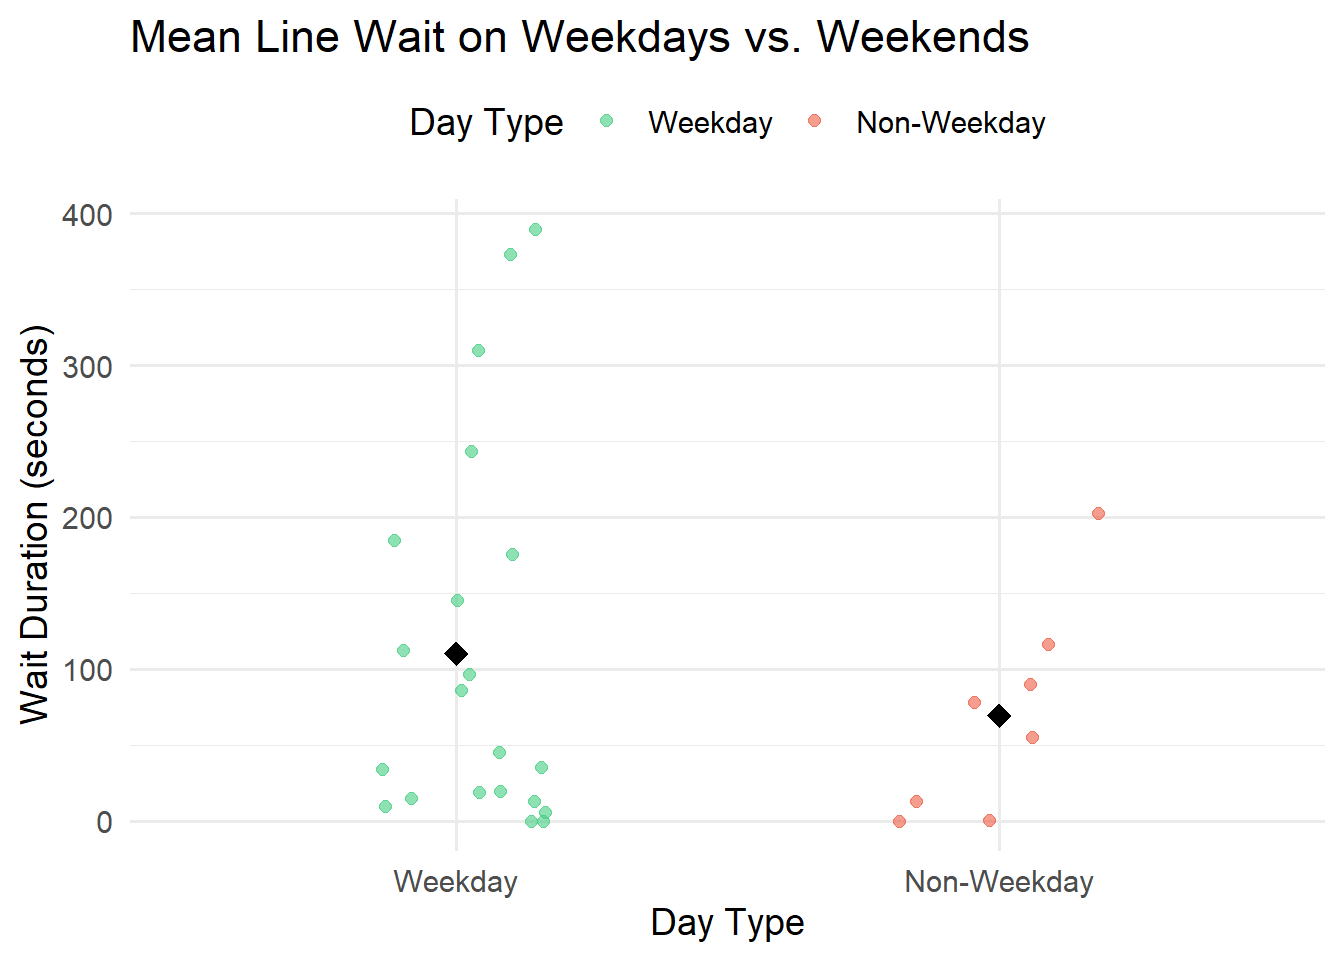 Mean Line Wait on Weekdays vs. Weekends
Day Type Weekday Non-Weekday
400
300
200
100
0
Wait Duration (seconds)
Weekday Non-Weekday
Day Type